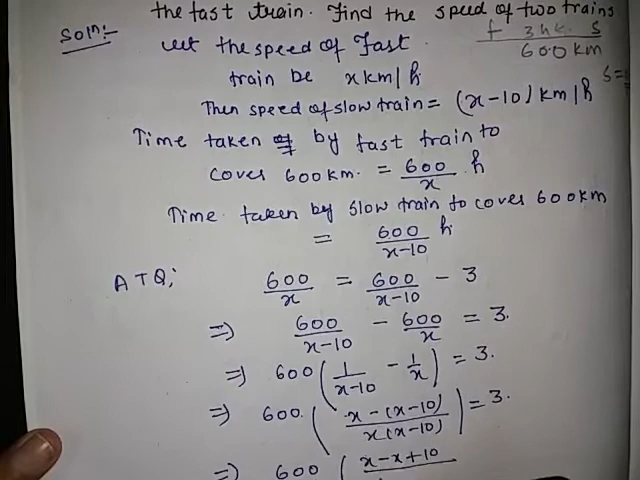 the fast train. Find the speed of two trains
Soln:-
f 3hr. s
600 km
S=
let the speed of Fast
train be x km/h
Then speed of slow train = (x-10) km/h
Time taken of by fast train to
cover 600 km. = 600/x h
Time taken by slow train to cover 600 km
= 600/x-10 h
ATQ; 600/x = 600/x-10 - 3
=> 600/x-10 - 600/x = 3.
=> 600 (1/x-10 - 1/x) = 3.
=> 600. (x-(x-10)/x(x-10)) = 3.
=> 600 (x-x+10